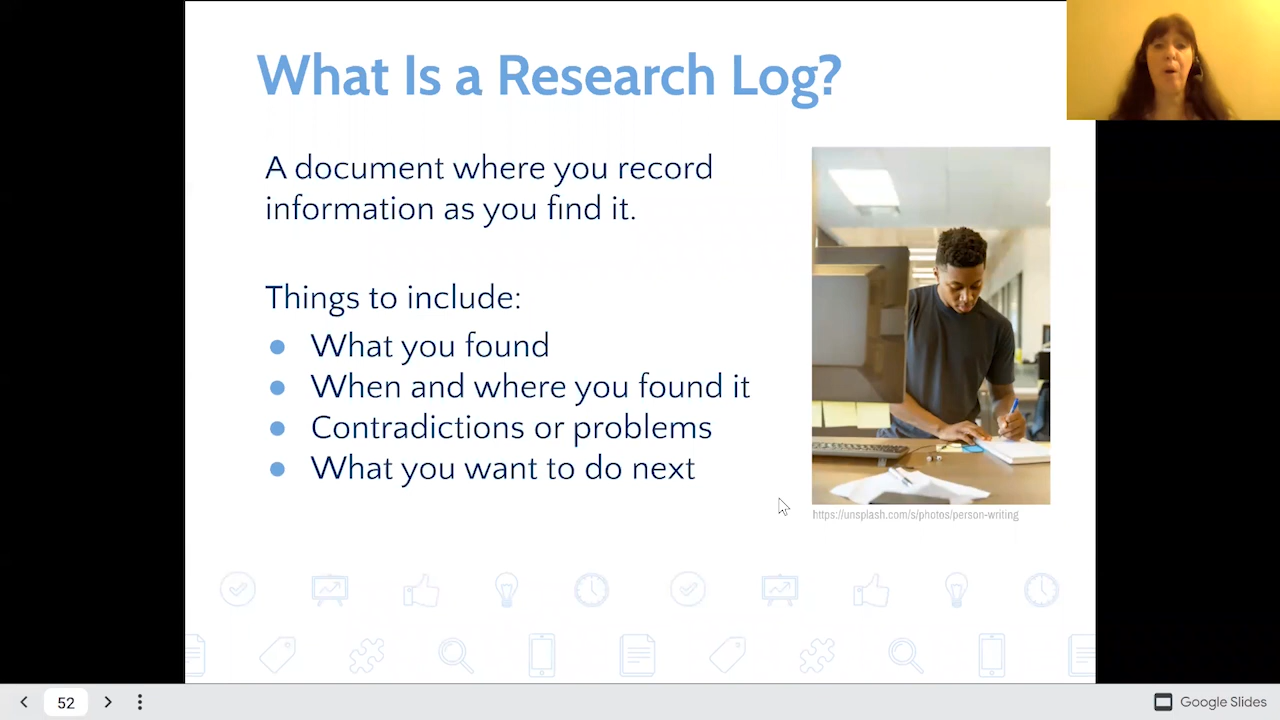 What Is a Research Log?
A document where you record
information as you find it.
Things to include:
● What you found
● When and where you found it
● Contradictions or problems
● What you want to do next
https://unsplash.com/s/photos/person-writing
52
Google Slides